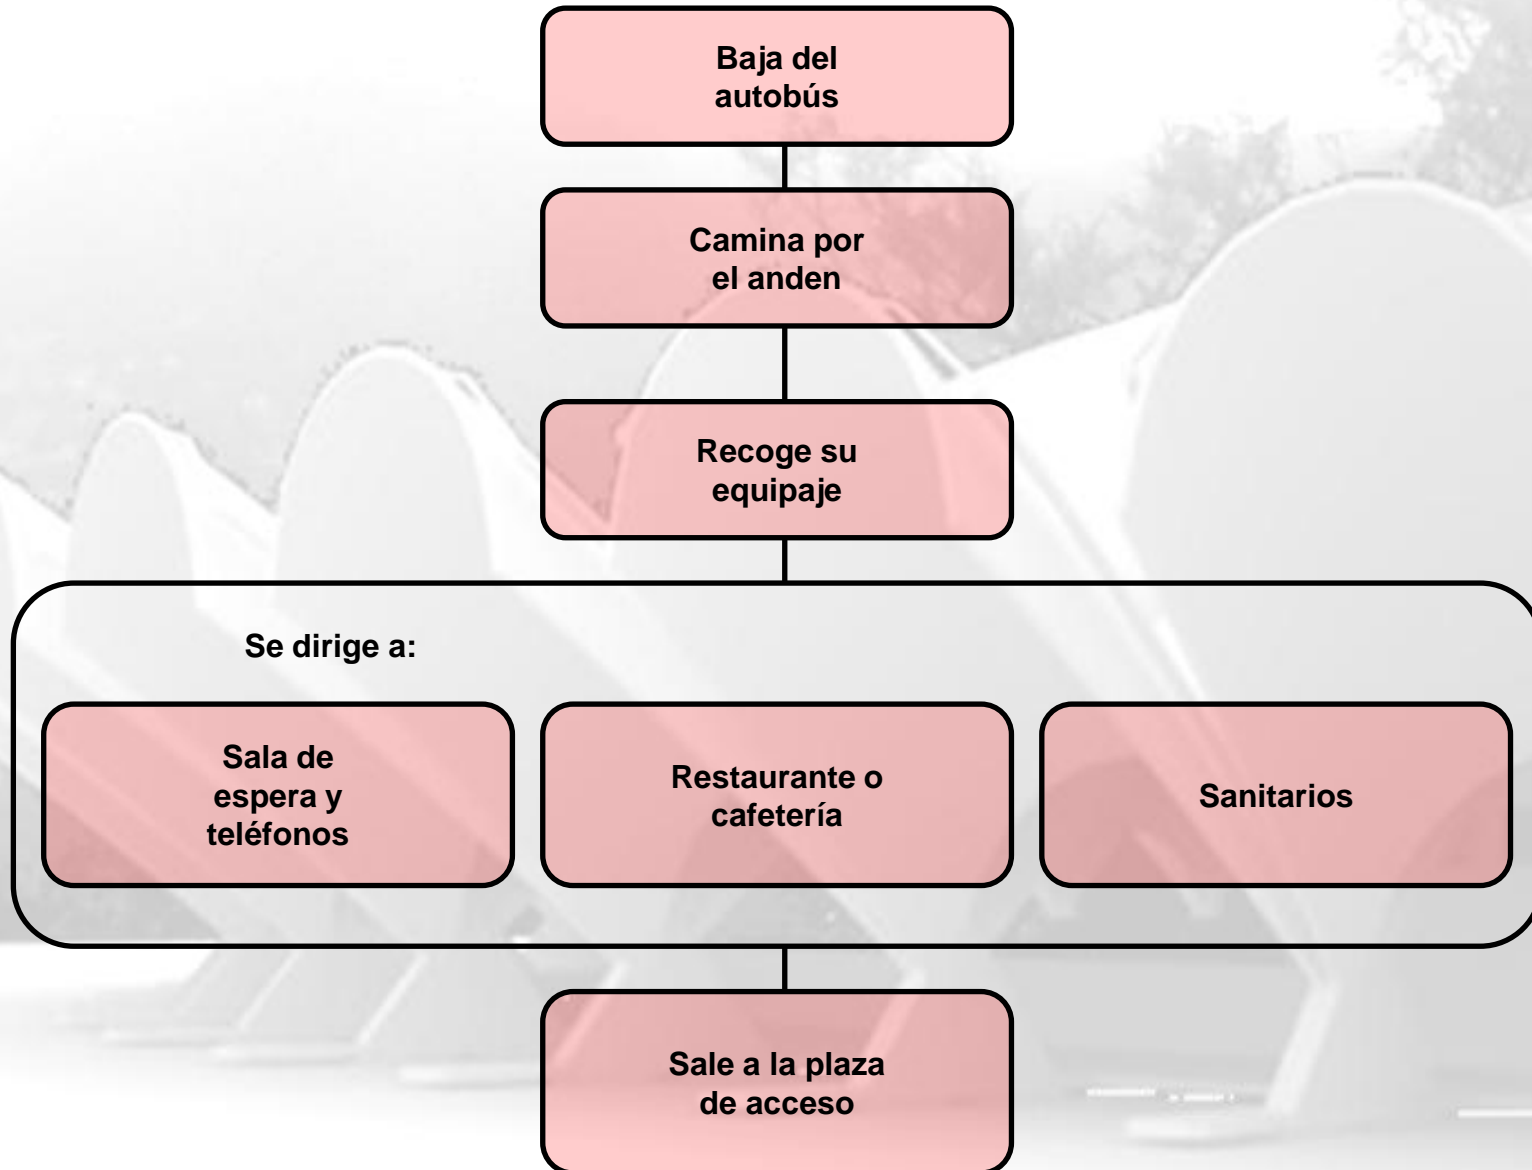 Baja del
autobús
Camina por
el anden
Recoge su
equipaje
Se dirige a:
Sala de
espera y
teléfonos
Restaurante o
cafetería
Sanitarios
Sale a la plaza
de acceso